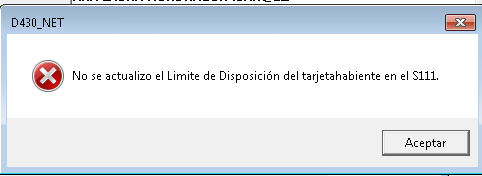 D430_NET
No se actualizo el Limite de Disposición del tarjetahabiente en el S111.
Aceptar